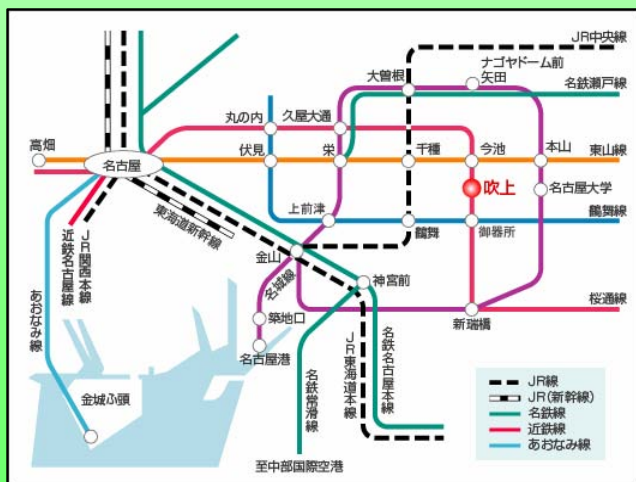 JR中央線
ナゴヤドーム前
矢田
大曽根
名鉄瀬戸線
丸の内
久屋大通
高畑
名古屋
伏見
栄
千種
今池
本山
東山線
吹上
名古屋大学
上前津
鶴舞
御器所
鶴舞線
東海道新幹線
金山
JR関西本線
近鉄名古屋線
あおなみ線
名城線
神宮前
桜通線
新瑞橋
築地口
名古屋港
名鉄常滑線
JR東海道本線
名鉄名古屋本線
金城ふ頭
至中部国際空港
JR線
JR(新幹線)
名鉄線
近鉄線
あおなみ線